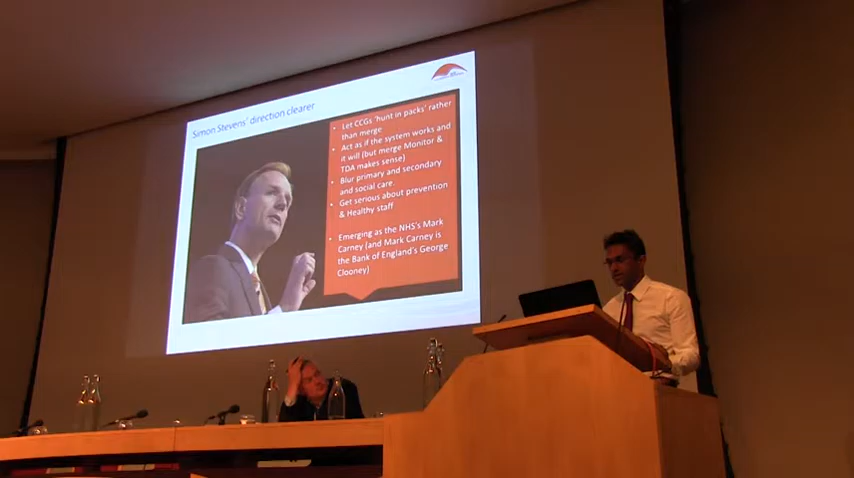 Simon Stevens' direction clearer
• Let CCGs 'hunt in packs' rather
than merge
• Act as if the system works and
it will (but merge Monitor &
TDA makes sense)
• Blur primary and secondary
and social care.
• Get serious about prevention
& Healthy staff
• Emerging as the NHS's Mark
Carney (and Mark Carney is
the Bank of England's George
Clooney)